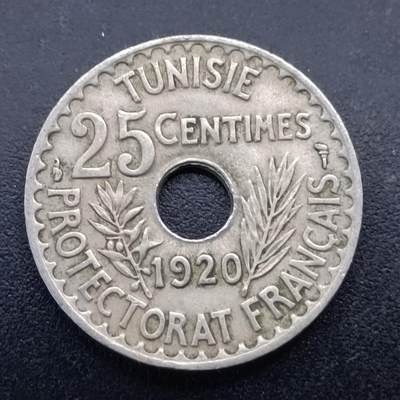 TUNISIE
25 CENTIMES
1920
PROTECTORAT FRANÇAIS